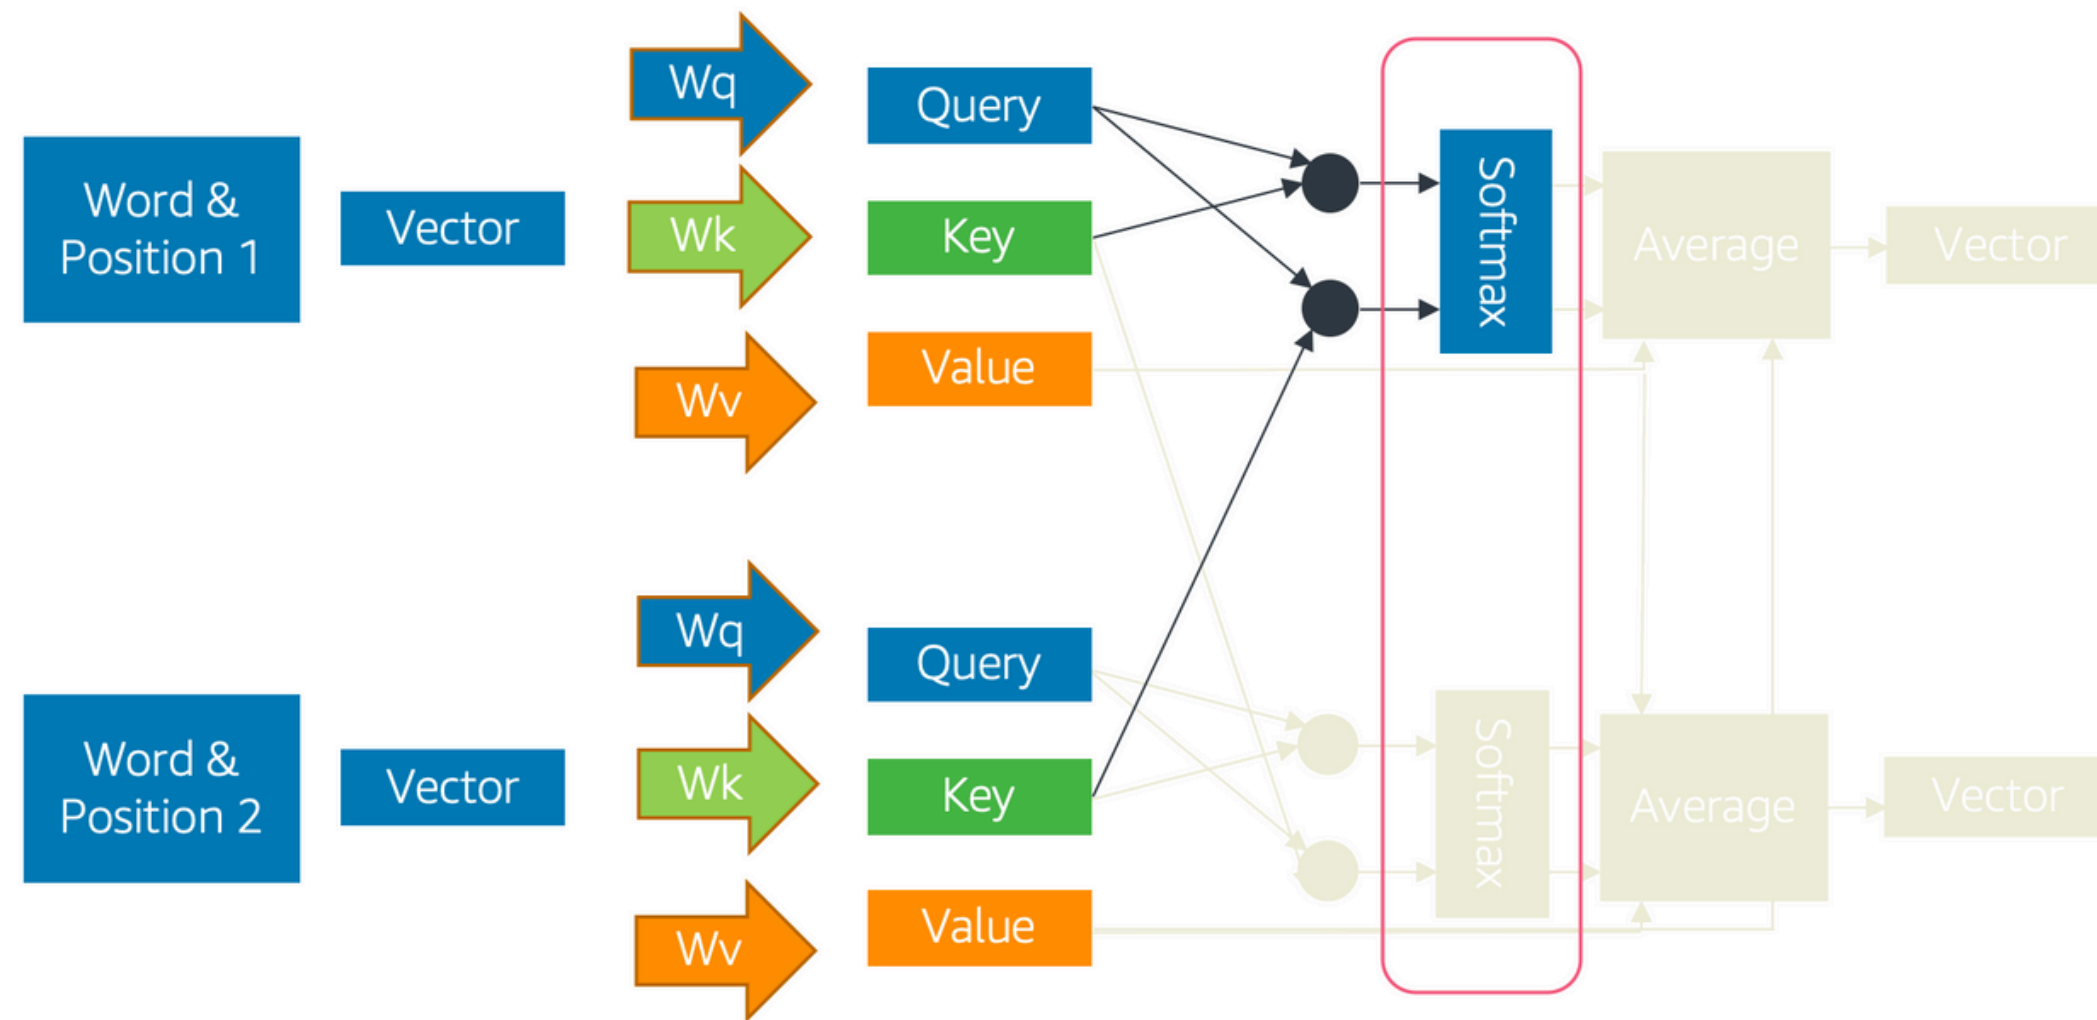 Word &
Position 1
Vector
Wq
Wk
Wv
Query
Key
Value
Softmax
Average
Vector
Word &
Position 2
Vector
Wq
Wk
Wv
Query
Key
Value
Softmax
Average
Vector